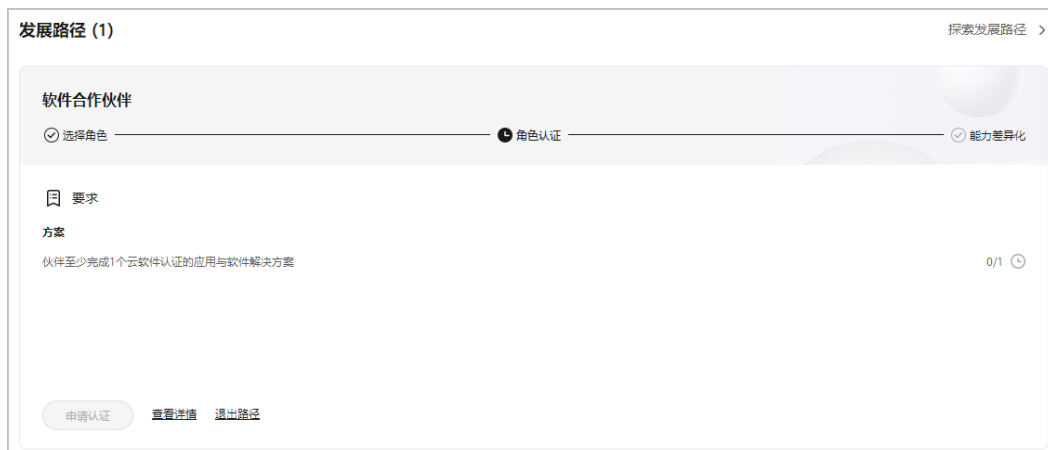 发展路径 (1)
探索发展路径
软件合作伙伴
选择角色
角色认证
能力差异化
要求
方案
伙伴至少完成1个云软件认证的应用与软件解决方案
0/1
申请认证
查看详情
退出路径